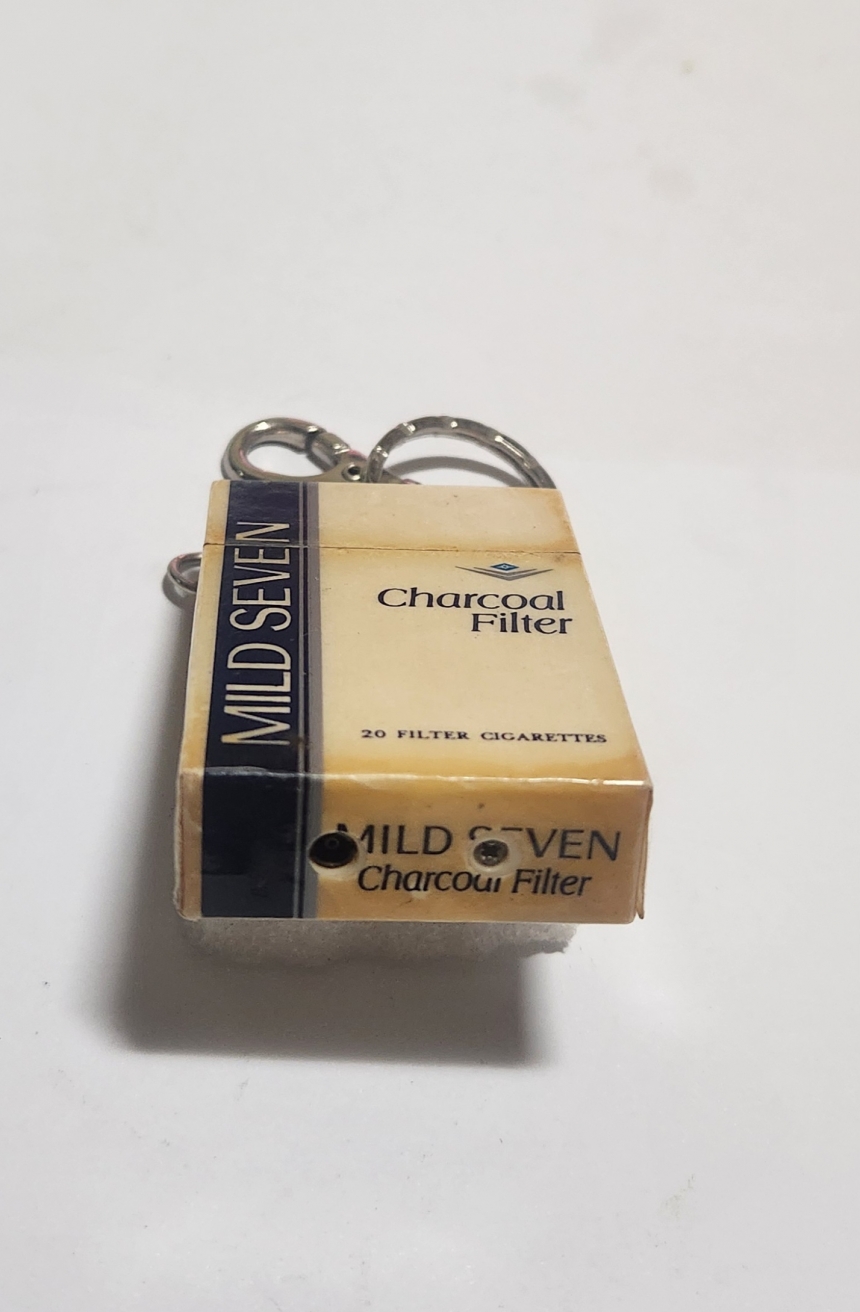 MILD SEVEN
Charcoal
Filter
20 FILTER CIGARETTES
MILD SEVEN
Charcoal Filter